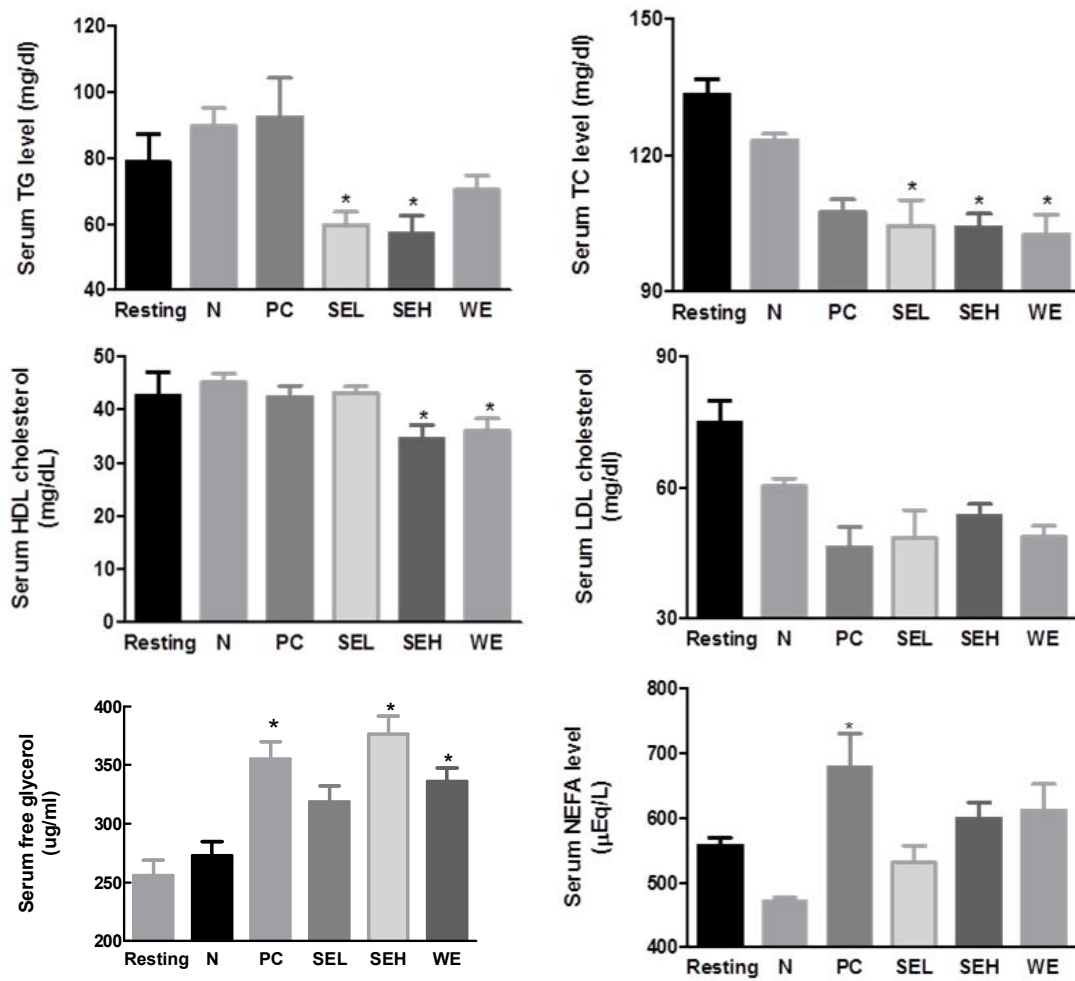 Serum TG level (mg/dl)
120
100
80
60
40
* *
Resting N PC SEL SEH WE
Serum TC level (mg/dl)
150
120
90
* * *
Resting N PC SEL SEH WE
Serum HDL cholesterol
(mg/dL)
50
40
30
20
10
0
* *
Resting N PC SEL SEH WE
Serum LDL cholesterol
(mg/dl)
90
60
30
Resting N PC SEL SEH WE
Serum free glycerol
(ug/ml)
400
350
300
250
200
* * *
Resting N PC SEL SEH WE
Serum NEFA level
(µEq/L)
800
700
600
500
400
*
Resting N PC SEL SEH WE